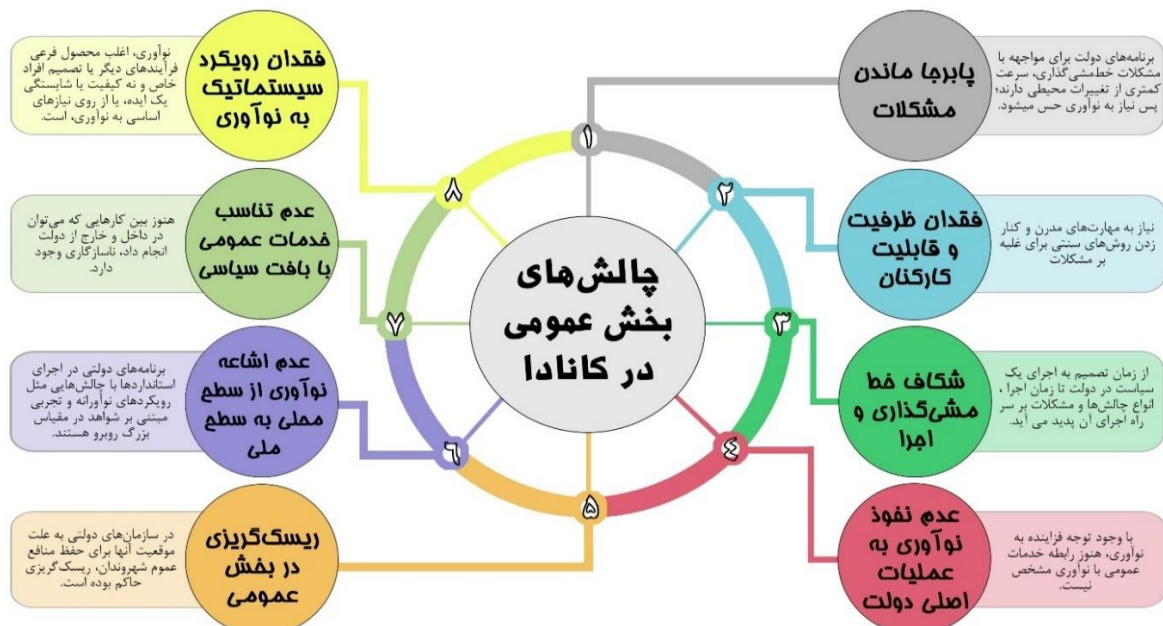 چالش‌های
بخش عمومی
در کانادا
۱
پابرجا ماندن
مشکلات
برنامه‌های دولت برای مواجهه با
مشکلات خط‌مشی‌گذاری، سرعت
کمتری از تغییرات محیطی دارند؛
پس نیاز به نوآوری حس میشود.
۲
فقدان ظرفیت
و قابلیت
کارکنان
نیاز به مهارت‌های مدرن و کنار
زدن روش‌های سنتی برای غلبه
بر مشکلات
۳
شکاف خط
مشی‌گذاری و
اجرا
از زمان تصمیم به اجرای یک
سیاست در دولت تا زمان اجرا ،
انواع چالش‌ها و مشکلات بر سر
راه اجرای آن پدید می آید.
۴
عدم نفوذ
نوآوری به
عملیات
اصلی دولت
با وجود توجه فزاینده به
نوآوری، هنوز رابطه خدمات
عمومی با نوآوری مشخص
نیست.
۵
ریسک‌گریزی
در بخش
عمومی
در سازمان‌های دولتی به علت
موقعیت آنها برای حفظ منافع
عموم شهروندان، ریسک‌گریزی
حاکم بوده است.
۶
عدم اشاعه
نوآوری از سطح
محلی به سطح
ملی
برنامه‌های دولتی در اجرای
استانداردها با چالش‌هایی مثل
رویکردهای نوآورانه و تجربی
مبتنی بر شواهد در مقیاس
بزرگ روبرو هستند.
۷
عدم تناسب
خدمات عمومی
با بافت سیاسی
هنوز بین کارهایی که می‌توان
در داخل و خارج از دولت
انجام داد، ناسازگاری وجود
دارد.
۸
فقدان رویکرد
سیستماتیک
به نوآوری
نوآوری، اغلب محصول فرعی
فرآیندهای دیگر یا تصمیم افراد
خاص و نه کیفیت یا شایستگی
یک ایده، یا از روی نیازهای
اساسی به نوآوری، است.